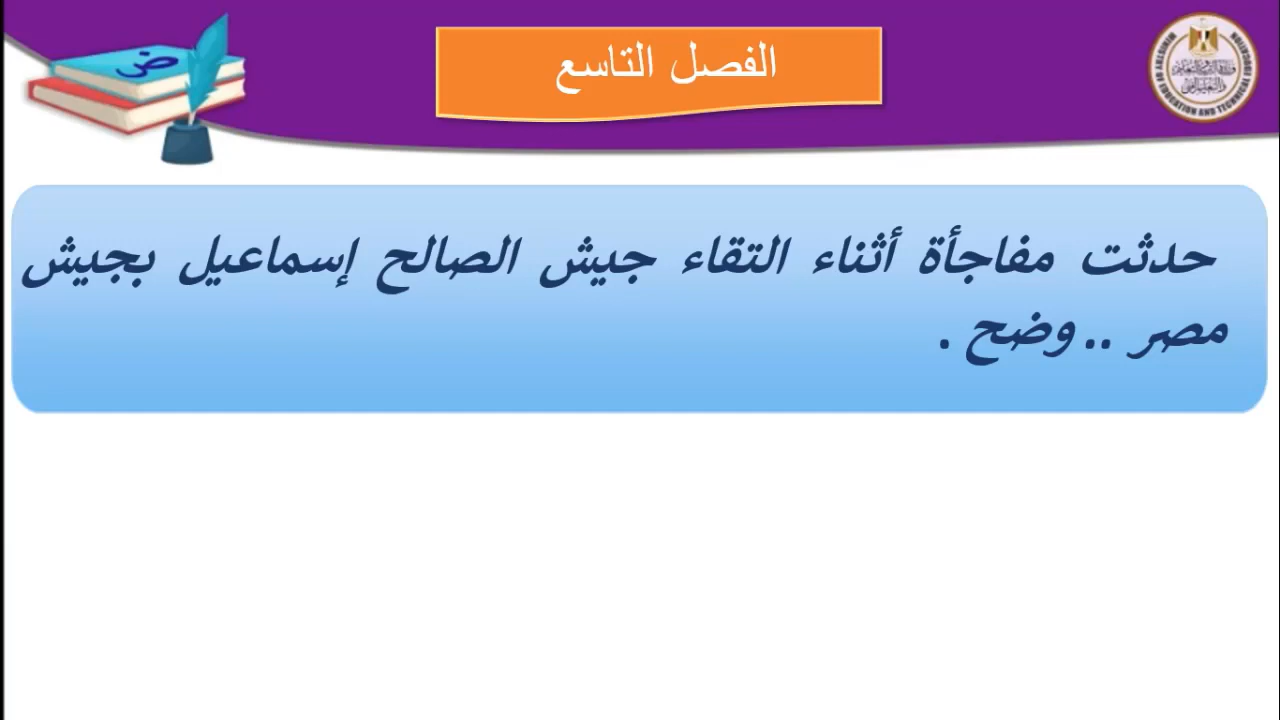 الفصل التاسع
حدثت مفاجأة أثناء التقاء جيش الصالح إسماعيل بجيش
مصر .. وضح .
ض